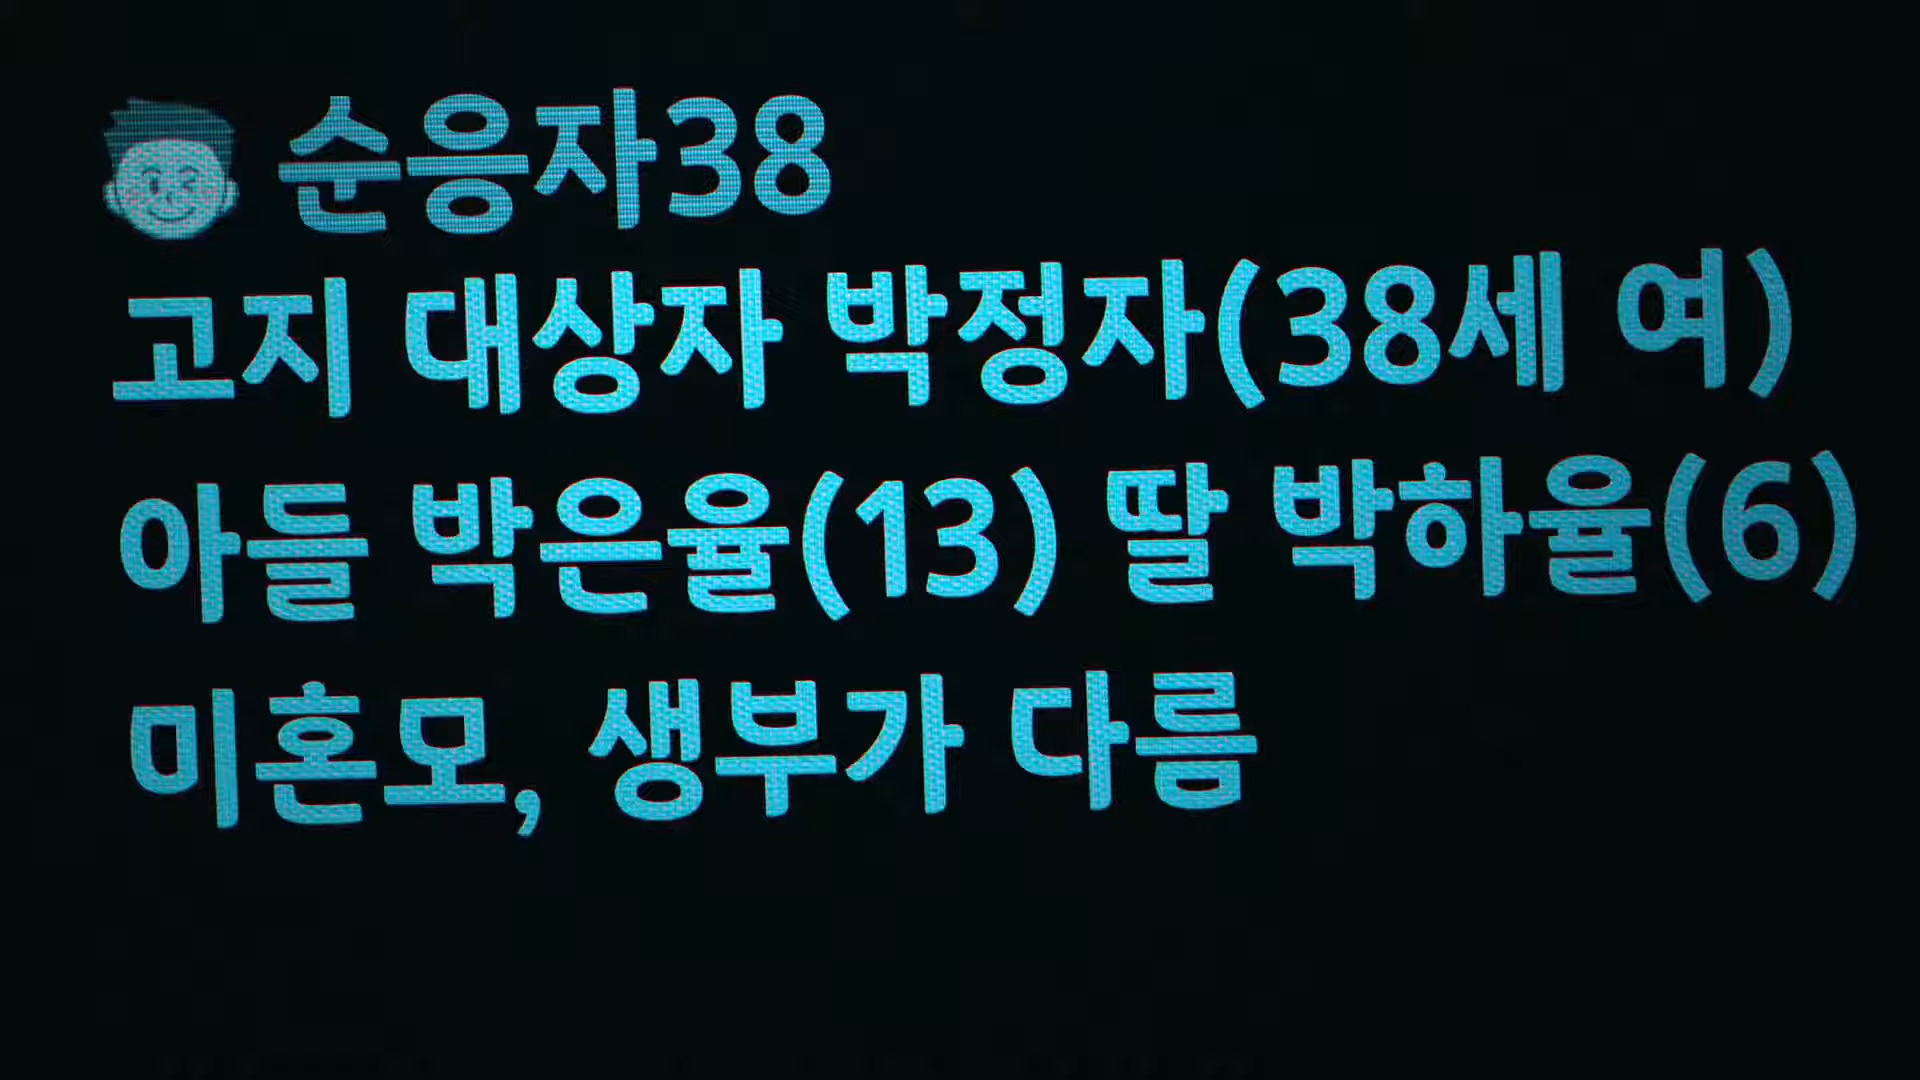 순응자38
고지 대상자 박정자(38세 여)
아들 박은율(13) 딸 박하율(6)
미혼모, 생부가 다름